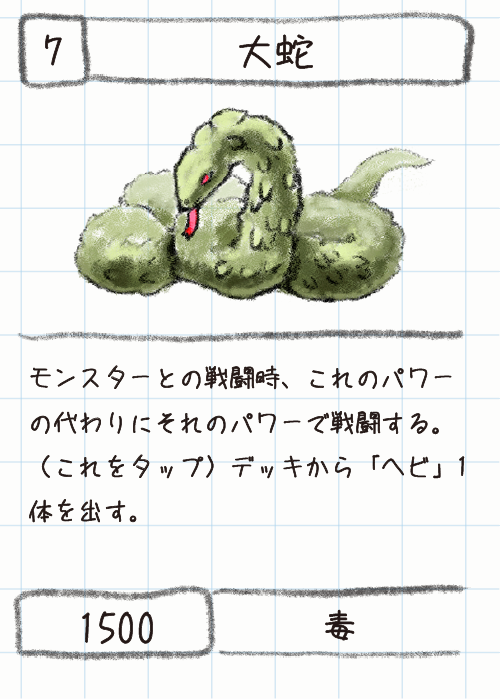 7
大蛇
モンスターとの戦闘時、これのパワー
の代わりにそれのパワーで戦闘する。
（これをタップ）デッキから「ヘビ」1
体を出す。
1500
毒